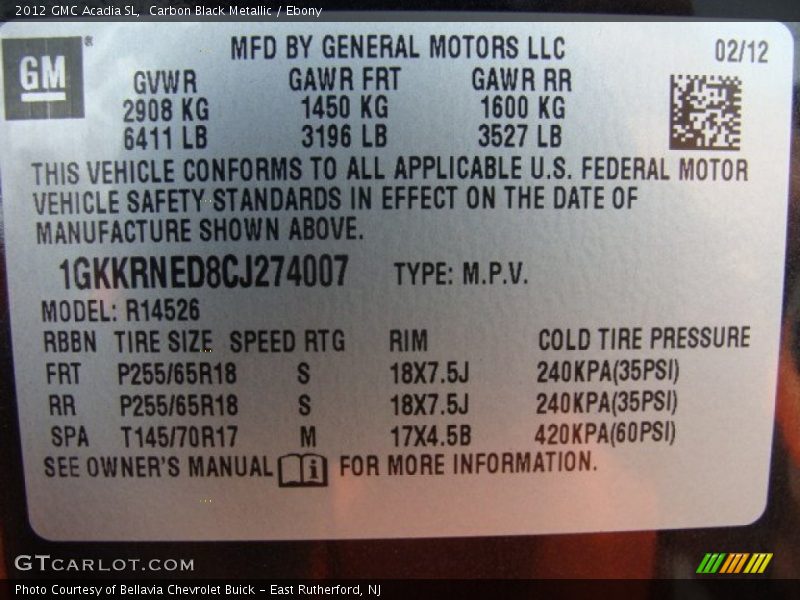 2012 GMC Acadia SL,  Carbon Black Metallic / Ebony
GM ®
MFD BY GENERAL MOTORS LLC 02/12
GVWR GAWR FRT GAWR RR
2908 KG 1450 KG 1600 KG
6411 LB 3196 LB 3527 LB
THIS VEHICLE CONFORMS TO ALL APPLICABLE U.S. FEDERAL MOTOR
VEHICLE SAFETY STANDARDS IN EFFECT ON THE DATE OF
MANUFACTURE SHOWN ABOVE.
1GKKRNED8CJ274007 TYPE: M.P.V.
MODEL: R14526
RBBN TIRE SIZE SPEED RTG RIM COLD TIRE PRESSURE
FRT P255/65R18 S 18X7.5J 240KPA(35PSI)
RR P255/65R18 S 18X7.5J 240KPA(35PSI)
SPA T145/70R17 M 17X4.5B 420KPA(60PSI)
SEE OWNER'S MANUAL i FOR MORE INFORMATION.
GTCARLOT.COM
Photo Courtesy of Bellavia Chevrolet Buick - East Rutherford, NJ